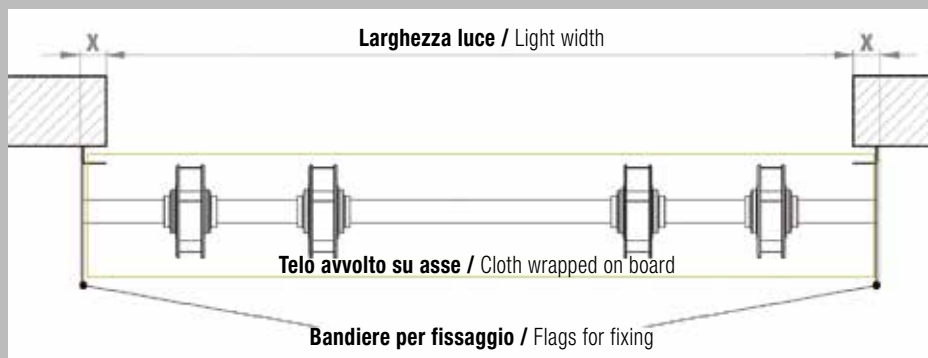 Larghezza luce / Light width
X X
Telo avvolto su asse / Cloth wrapped on board
Bandiere per fissaggio / Flags for fixing